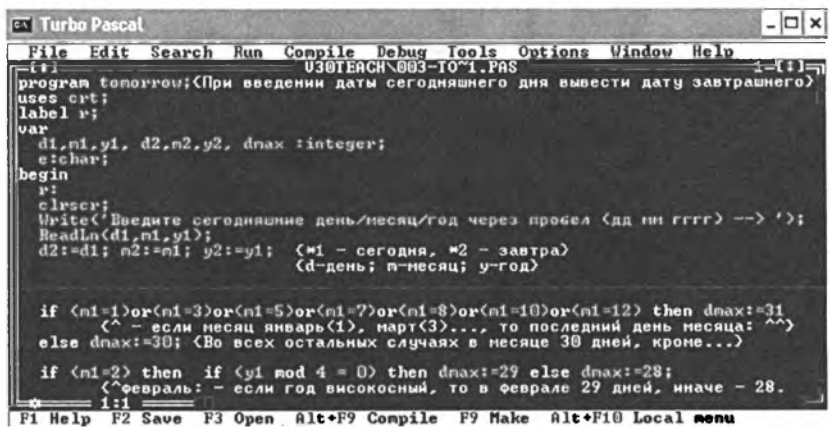 Turbo Pascal
File Edit Search Run Compile Debug Tools Options Window Help
U30TEACH\003-TO~1.PAS 1
program tomorrow;{При введении даты сегодняшнего дня вывести дату завтрашнего}
uses crt;
label r;
var
d1,m1,y1, d2,m2,y2, dmax :integer;
e:char;
begin
r:
clrscr;
Write('Введите сегодняшние день/месяц/год через пробел (дд мм гггг) --> ');
ReadLn(d1,m1,y1);
d2:=d1; m2:=m1; y2:=y1; {*1 - сегодня, *2 - завтра}
{d-день; m-месяц; y-год}
if (m1=1)or(m1=3)or(m1=5)or(m1=7)or(m1=8)or(m1=10)or(m1=12) then dmax:=31
{^ - если месяц январь(1), март(3)..., то последний день месяца: ^^}
else dmax:=30; {Во всех остальных случаях в месяце 30 дней, кроме...}
if (m1=2) then if (y1 mod 4 = 0) then dmax:=29 else dmax:=28;
{^февраль: - если год високосный, то в феврале 29 дней, иначе - 28.
1:1
F1 Help F2 Save F3 Open Alt+F9 Compile F9 Make Alt+F10 Local menu